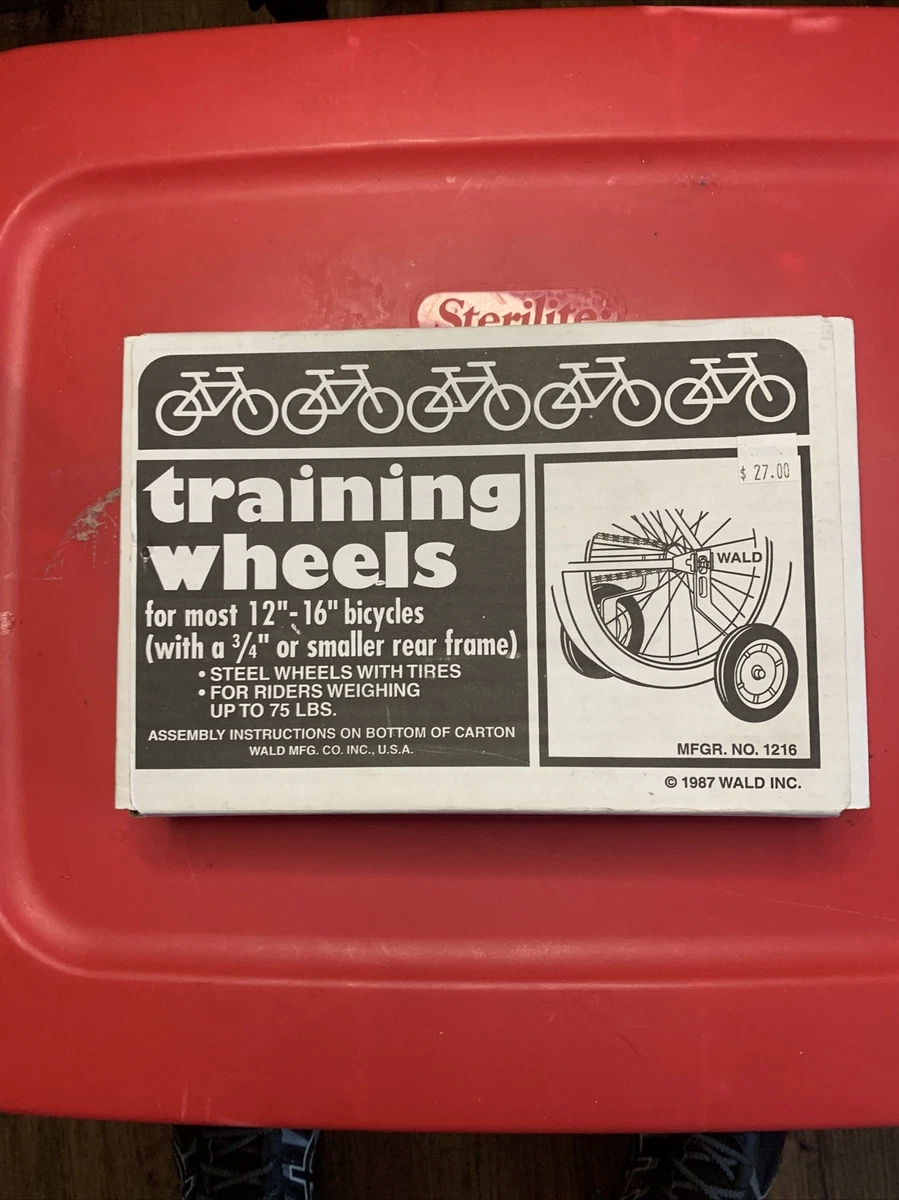 Sterilite
$ 27.00
training
wheels
for most 12"-16" bicycles
(with a 3/4" or smaller rear frame)
• STEEL WHEELS WITH TIRES
• FOR RIDERS WEIGHING
UP TO 75 LBS.
ASSEMBLY INSTRUCTIONS ON BOTTOM OF CARTON
WALD MFG. CO. INC., U.S.A.
WALD
MFGR. NO. 1216
© 1987 WALD INC.